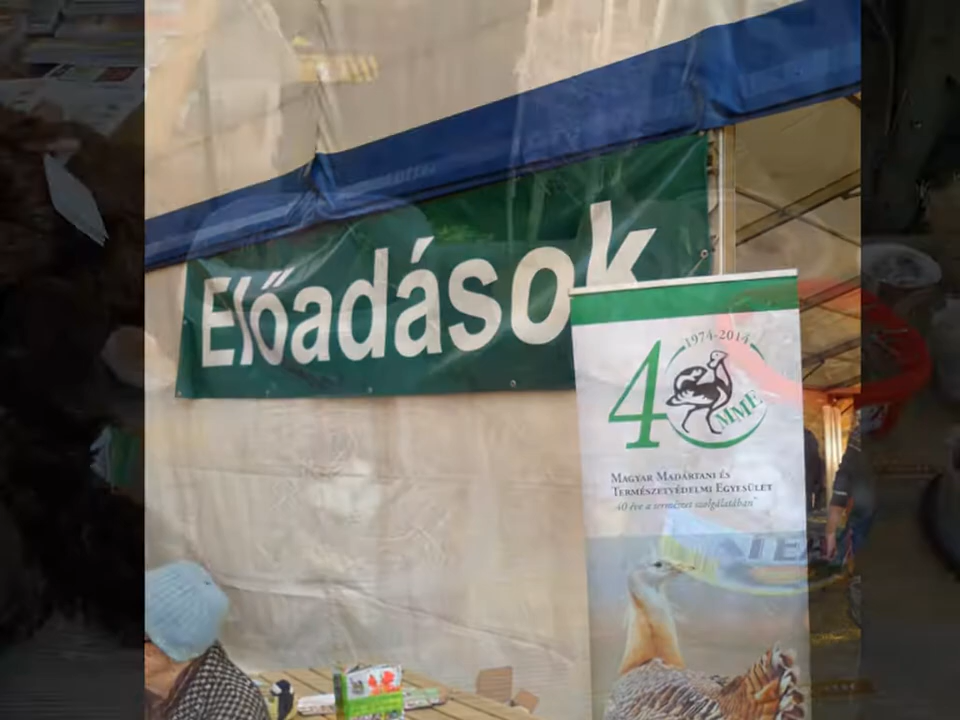 Előadások
1974-2014
40
MME
Magyar Madártani és
Természetvédelmi Egyesület
"40 éve a természet szolgálatában"